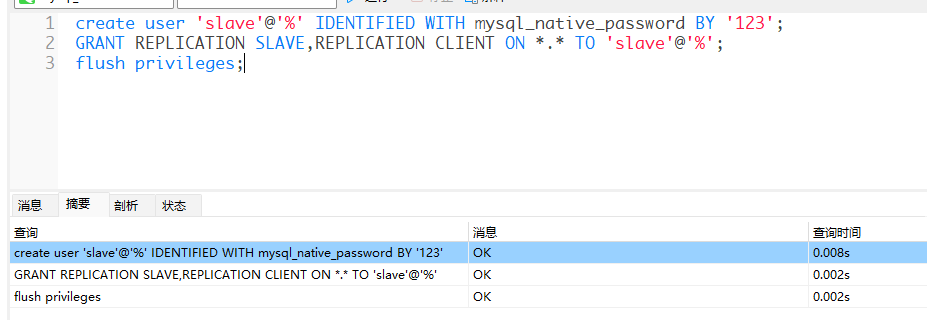 1 create user 'slave'@'%' IDENTIFIED WITH mysql_native_password BY '123';
2 GRANT REPLICATION SLAVE,REPLICATION CLIENT ON *.* TO 'slave'@'%';
3 flush privileges;
消息 摘要 剖析 状态
查询 消息 查询时间
create user 'slave'@'%' IDENTIFIED WITH mysql_native_password BY '123' OK 0.008s
GRANT REPLICATION SLAVE,REPLICATION CLIENT ON *.* TO 'slave'@'%' OK 0.002s
flush privileges OK 0.002s